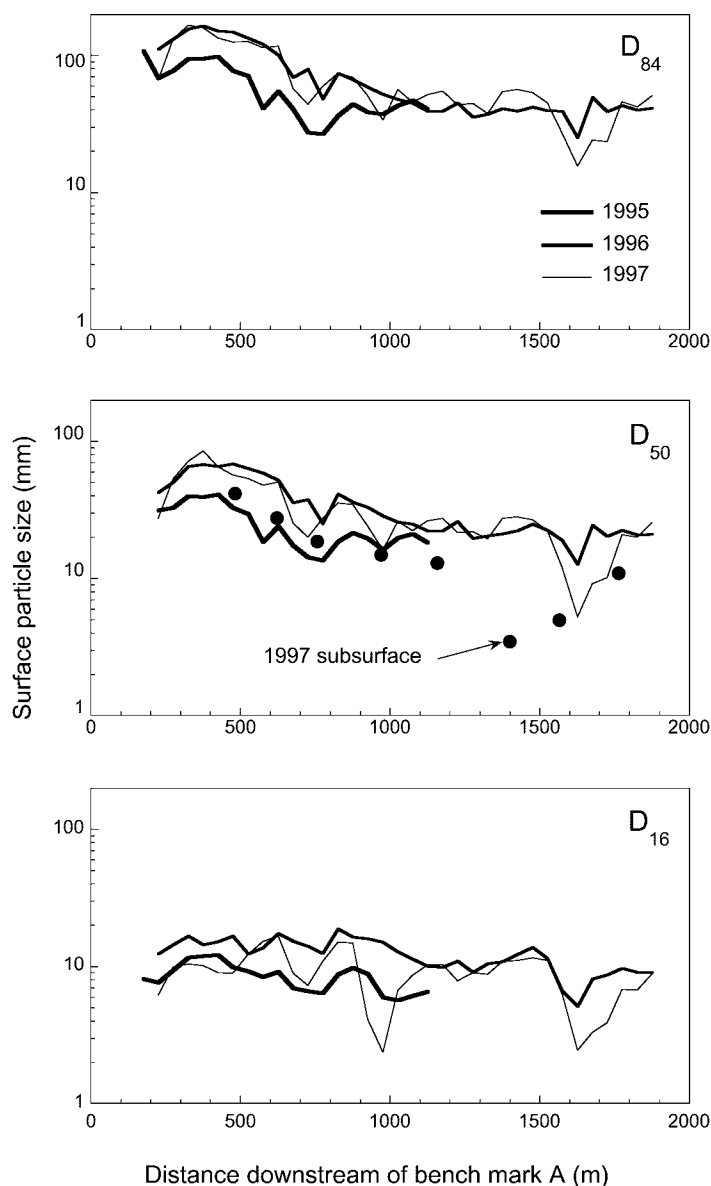 D84
100
10
1
1995
1996
1997
0 500 1000 1500 2000
Surface particle size (mm)
D50
100
10
1
1997 subsurface
0 500 1000 1500 2000
D16
100
10
1
0 500 1000 1500 2000
Distance downstream of bench mark A (m)